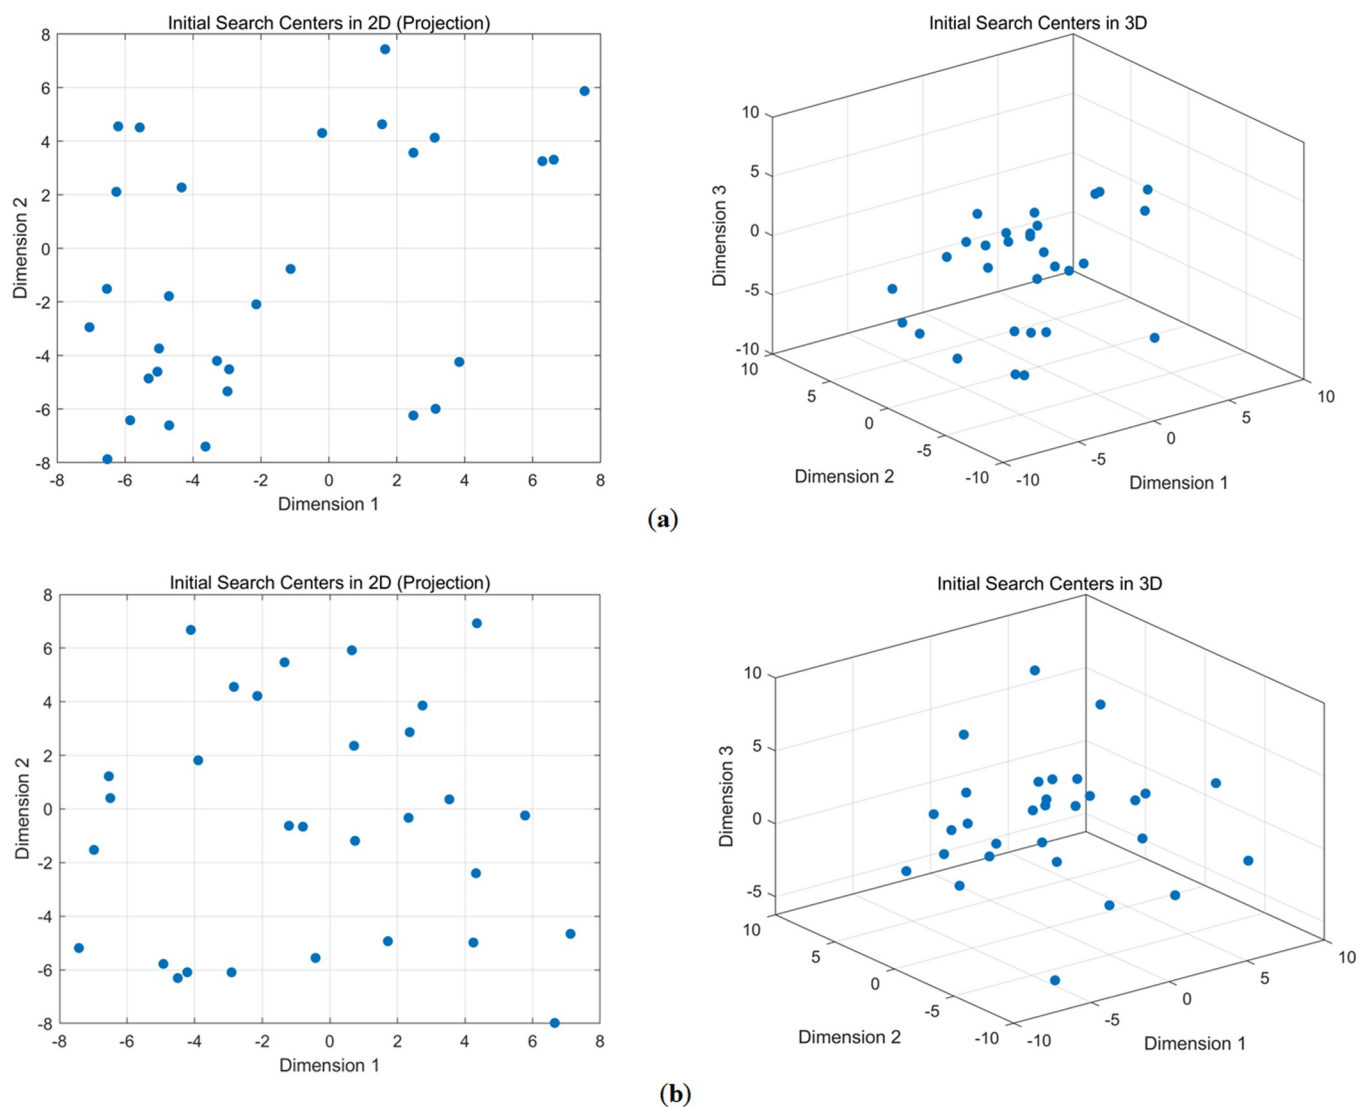 Initial Search Centers in 2D (Projection)
8
6
4
2
0
-2
-4
-6
-8
Dimension 2
-8 -6 -4 -2 0 2 4 6 8
Dimension 1
Initial Search Centers in 3D
10
5
0
-5
-10
Dimension 3
10
5
0
-5
-10
Dimension 2
-10
-5
0
5
10
Dimension 1
(a)
Initial Search Centers in 2D (Projection)
8
6
4
2
0
-2
-4
-6
-8
Dimension 2
-8 -6 -4 -2 0 2 4 6 8
Dimension 1
Initial Search Centers in 3D
10
5
0
-5
Dimension 3
10
5
0
-5
-10
Dimension 2
-10
-5
0
5
10
Dimension 1
(b)